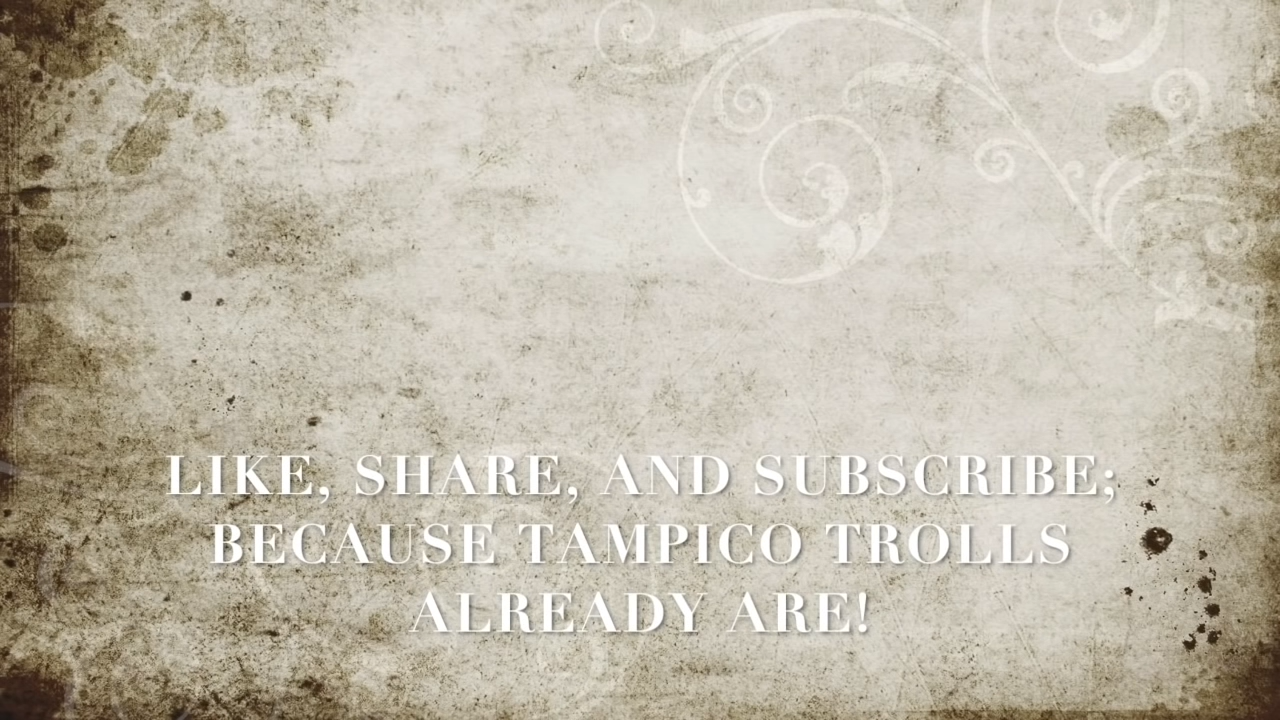 LIKE, SHARE, AND SUBSCRIBE;
BECAUSE TAMPICO TROLLS
ALREADY ARE!